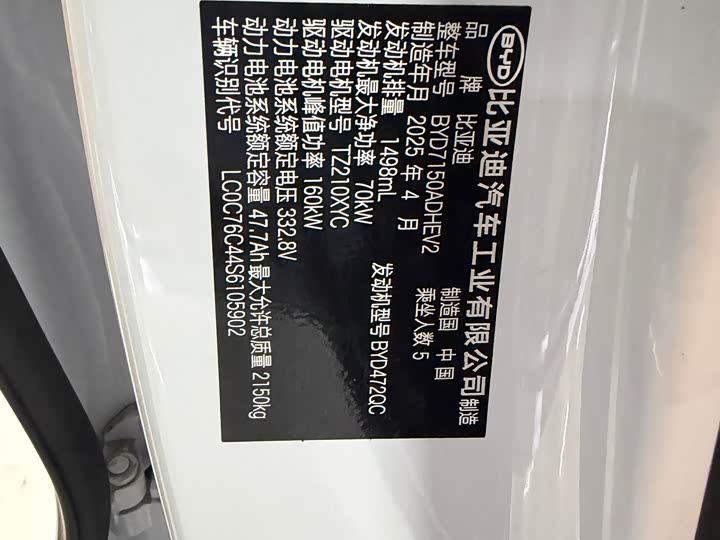 BYD 比亚迪汽车工业有限公司 制造
品牌 比亚迪 制造国 中国
整车型号 BYD7150ADHEV2 乘坐人数 5
制造年月 2025 年 4 月
发动机排量 1498mL 发动机型号 BYD472QC
发动机最大净功率 70kW
驱动电机型号 TZ210XYC
驱动电机峰值功率 160kW
动力电池系统额定电压 332.8V
动力电池系统额定容量 47.7Ah 最大允许总质量 2150kg
车辆识别代号 LC0C76C44S6105902